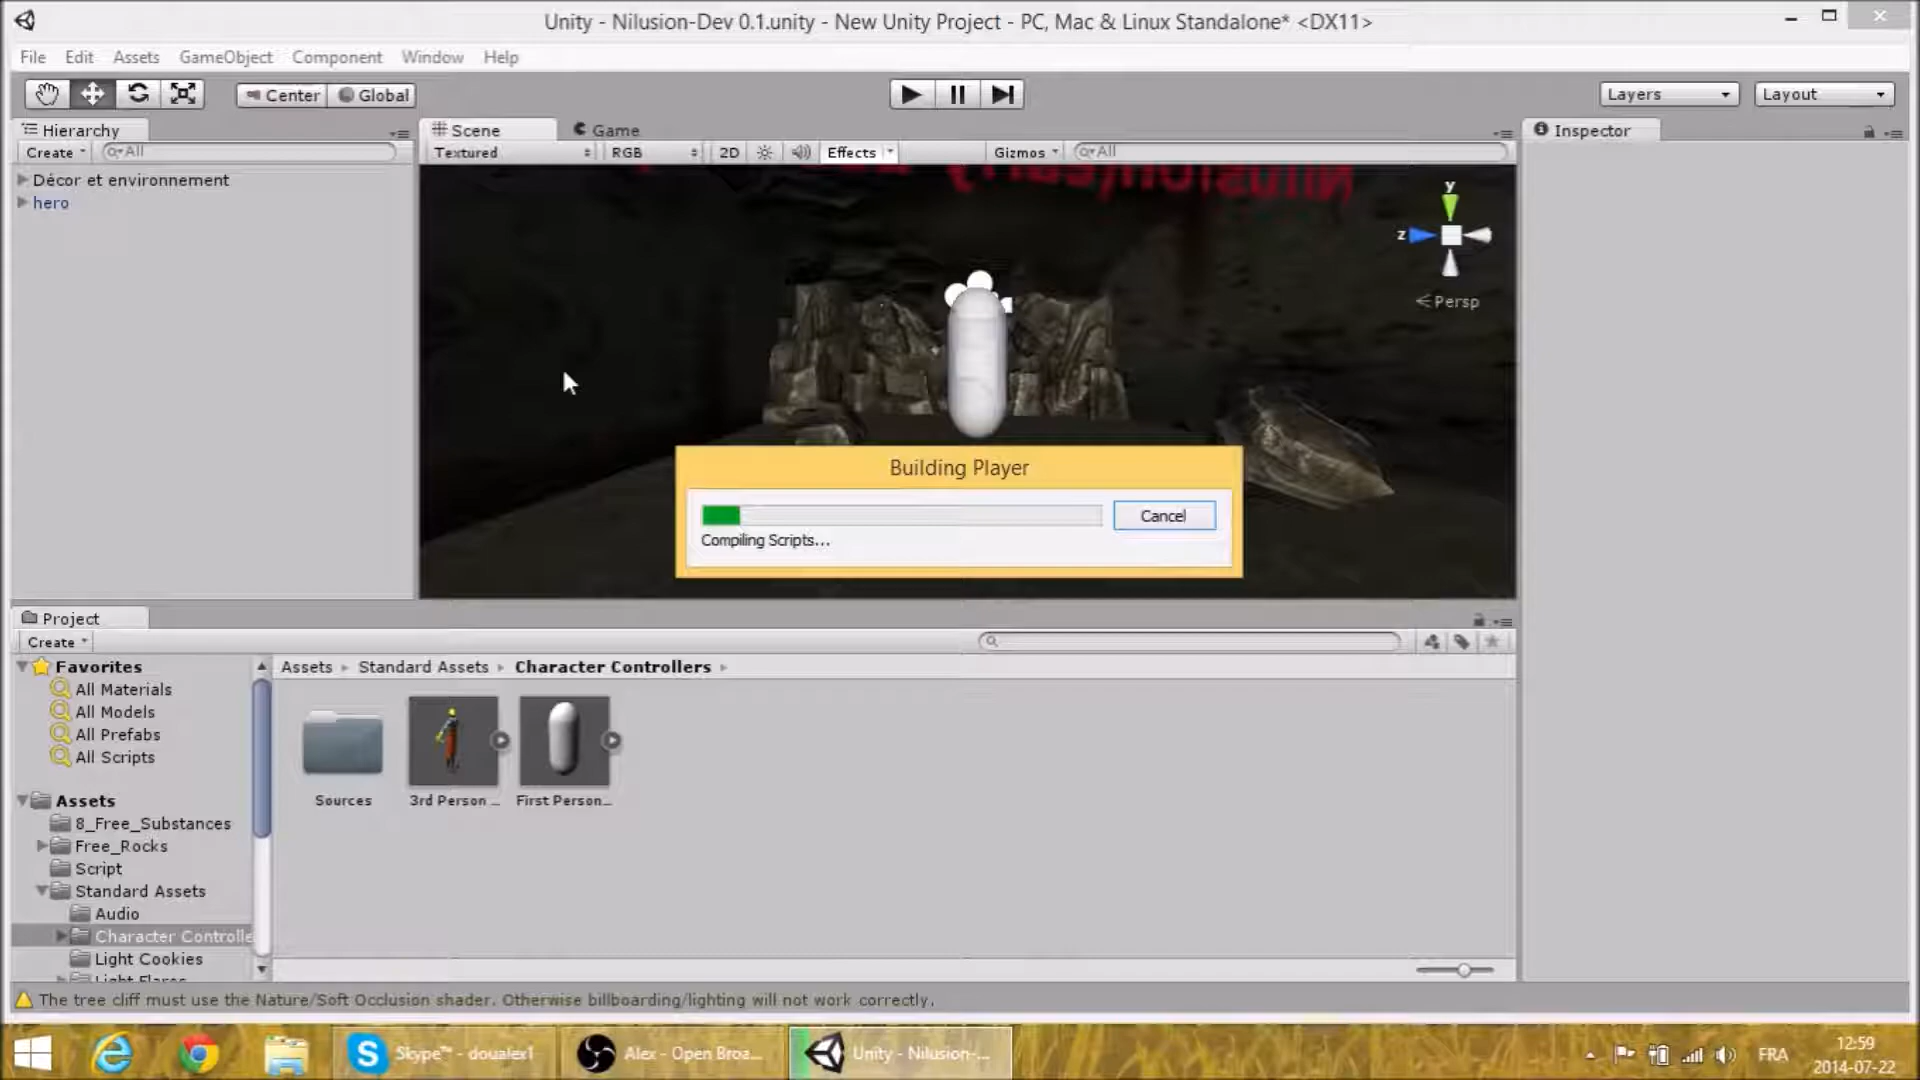 Unity - Nilusion-Dev 0.1.unity - New Unity Project - PC, Mac & Linux Standalone* <DX11>
File Edit Assets GameObject Component Window Help
Center Global Layers Layout
Hierarchy Scene Game Inspector
Create All Textured RGB 2D Effects Gizmos All
Décor et environnement
hero
y
z
Persp
Building Player
Cancel
Compiling Scripts...
Project
Create
Favorites
All Materials
All Models
All Prefabs
All Scripts
Assets
8_Free_Substances
Free_Rocks
Script
Standard Assets
Audio
Character Controlle
Light Cookies
Light Flares
Assets Standard Assets Character Controllers
Sources 3rd Person ... First Person...
The tree cliff must use the Nature/Soft Occlusion shader. Otherwise billboarding/lighting will not work correctly.
Skype™ - doualex1 Alex - Open Broa... Unity - Nilusion-... FRA
12:59
2014-07-22